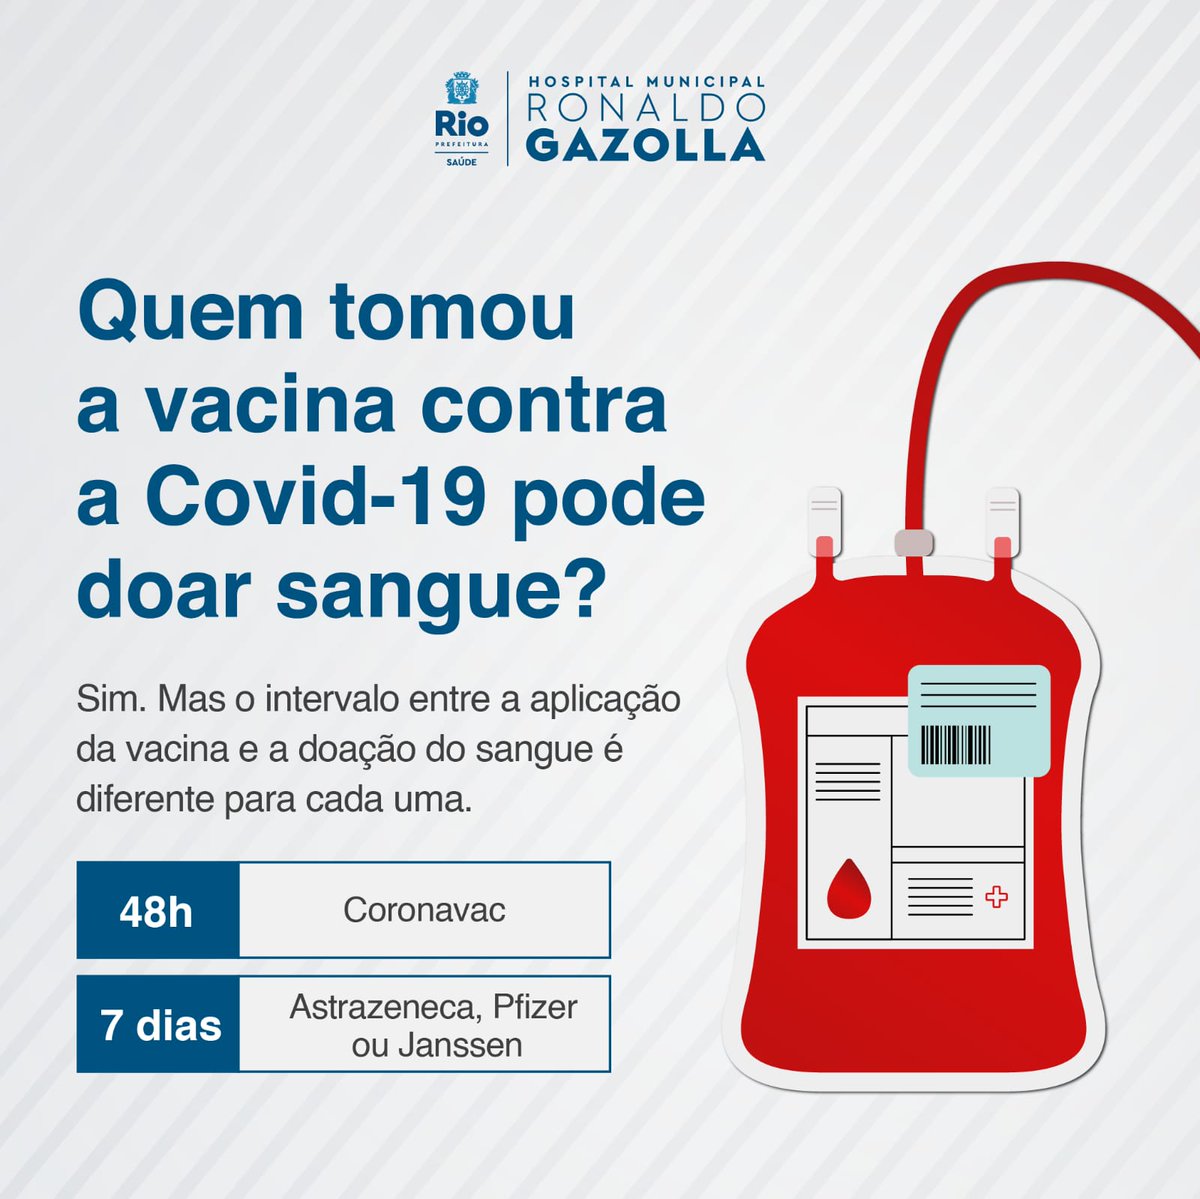 Rio
PREFEITURA
SAÚDE
HOSPITAL MUNICIPAL
RONALDO
GAZOLLA
Quem tomou
a vacina contra
a Covid-19 pode
doar sangue?
Sim. Mas o intervalo entre a aplicação
da vacina e a doação do sangue é
diferente para cada uma.
48h
Coronavac
7 dias
Astrazeneca, Pfizer
ou Janssen